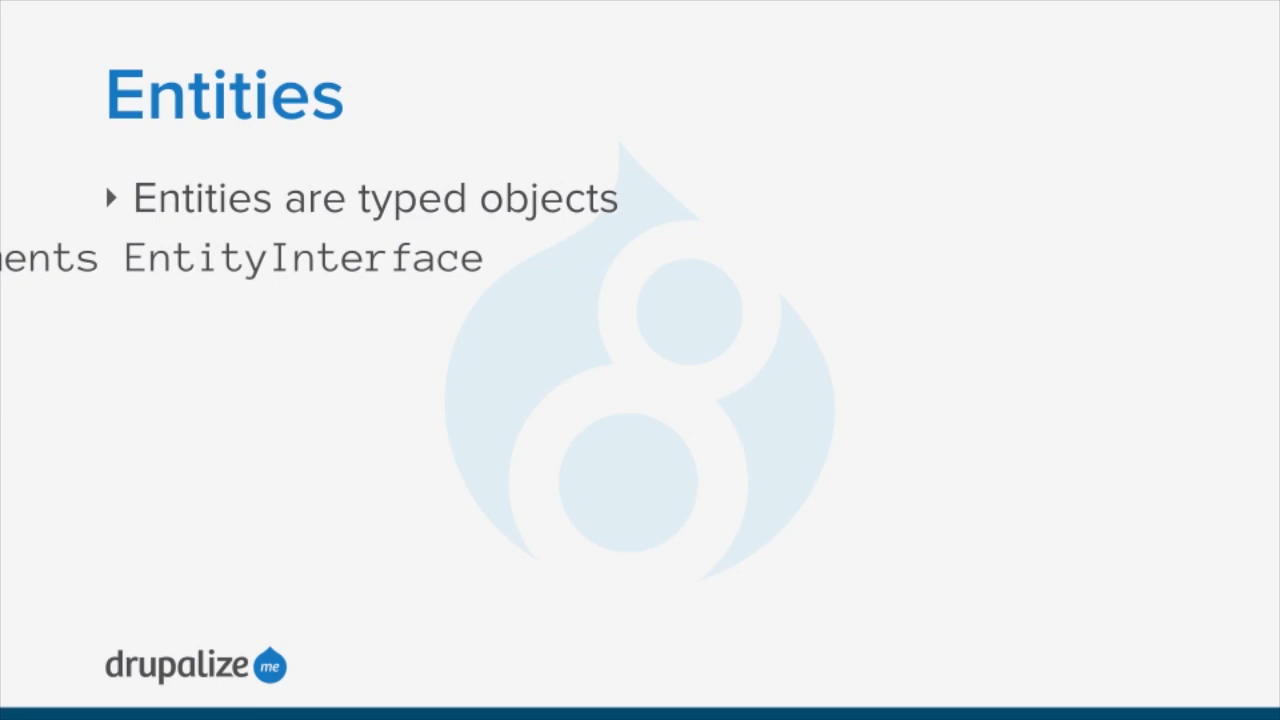 Entities
Entities are typed objects
ents EntityInterface
drupalize me